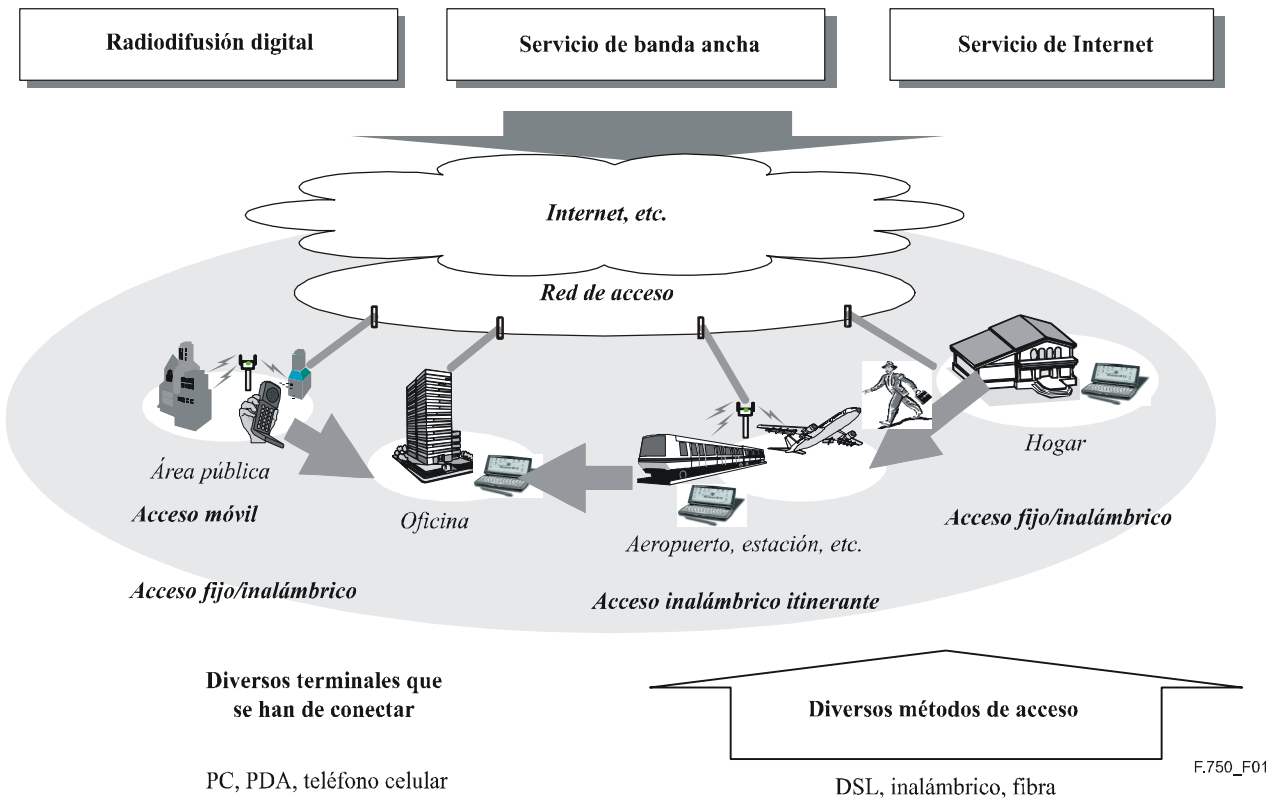 Radiodifusión digital
Servicio de banda ancha
Servicio de Internet
Internet, etc.
Red de acceso
Área pública
Acceso móvil
Oficina
Aeropuerto, estación, etc.
Hogar
Acceso fijo/inalámbrico
Acceso fijo/inalámbrico
Acceso inalámbrico itinerante
Diversos terminales que
se han de conectar
Diversos métodos de acceso
PC, PDA, teléfono celular
DSL, inalámbrico, fibra
F.750_F01